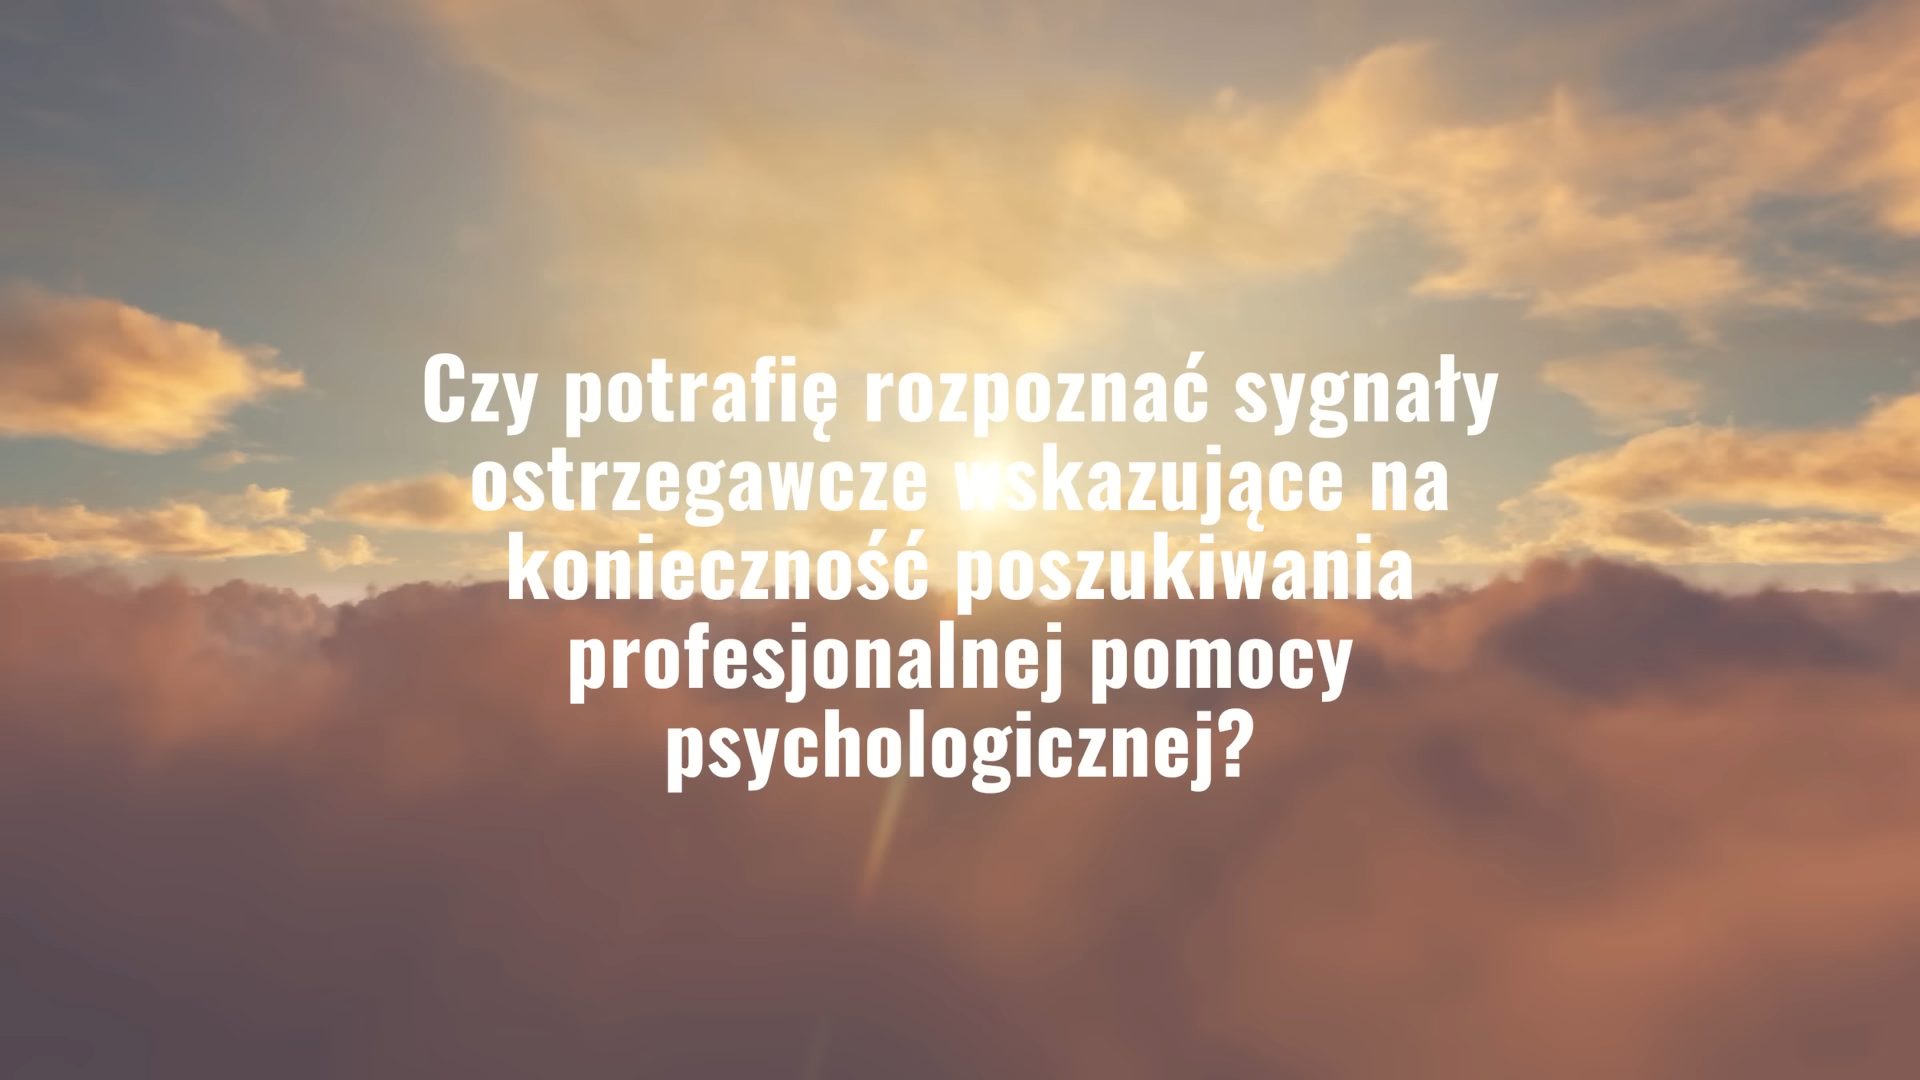 Czy potrafię rozpoznać sygnały
ostrzegawcze wskazujące na
konieczność poszukiwania
profesjonalnej pomocy
psychologicznej?